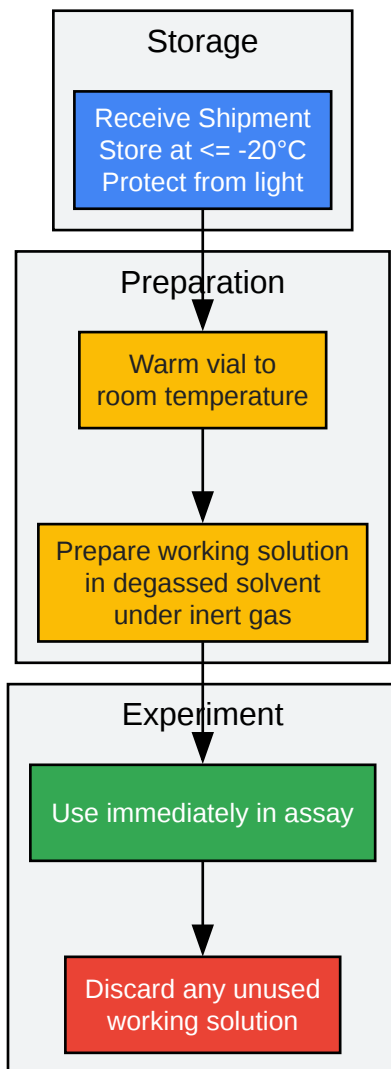 Storage
Receive Shipment
Store at <= -20°C
Protect from light
Preparation
Warm vial to
room temperature
Prepare working solution
in degassed solvent
under inert gas
Experiment
Use immediately in assay
Discard any unused
working solution